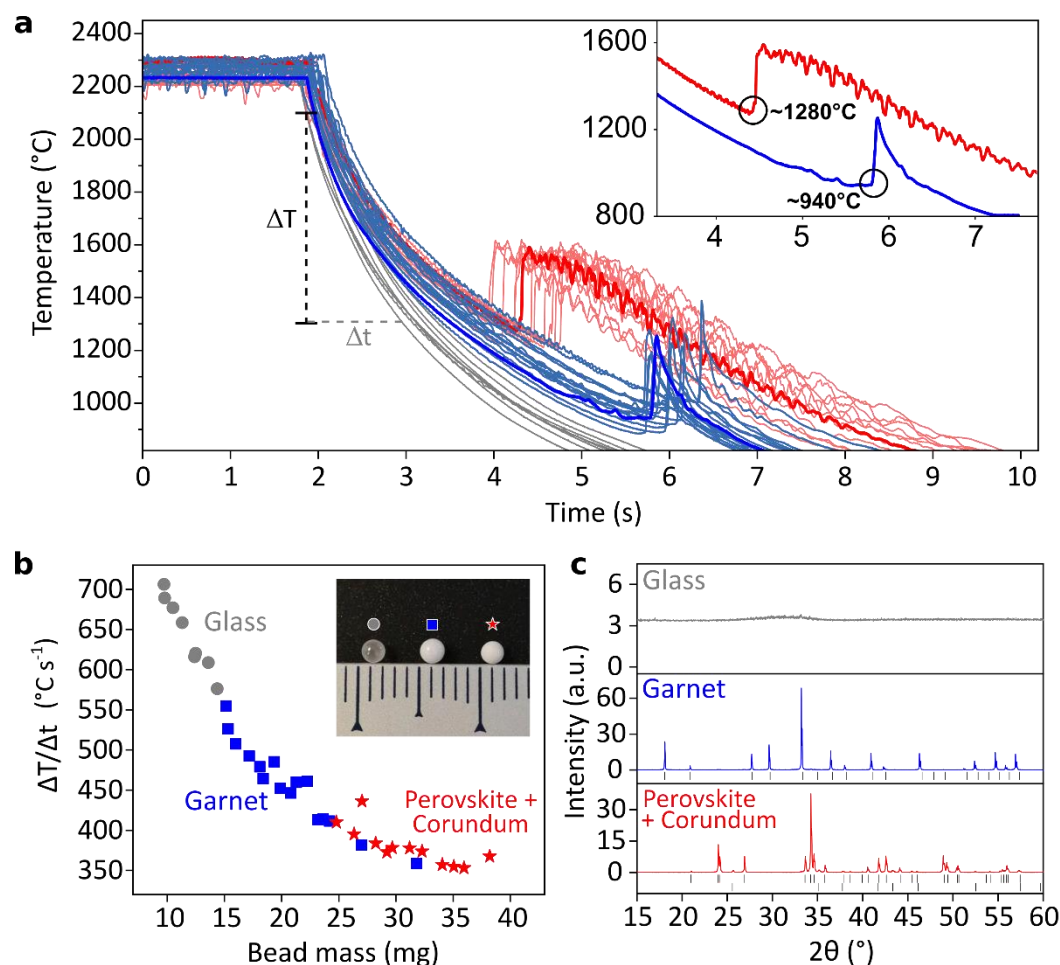 a
2400
2200
2000
1800
1600
1400
1200
1000
Temperature (°C)
ΔT
Δt
0 1 2 3 4 5 6 7 8 9 10
Time (s)
1600
1200
800
~1280°C
~940°C
4 5 6 7
b
700
650
600
550
500
450
400
350
ΔT/Δt (°C s⁻¹)
Glass
Garnet
Perovskite +
Corundum
10 20 30 40
Bead mass (mg)
c
Glass
6
3
0
Garnet
60
30
0
Perovskite
+ Corundum
30
15
0
Intensity (a.u.)
15 20 25 30 35 40 45 50 55 60
2θ (°)